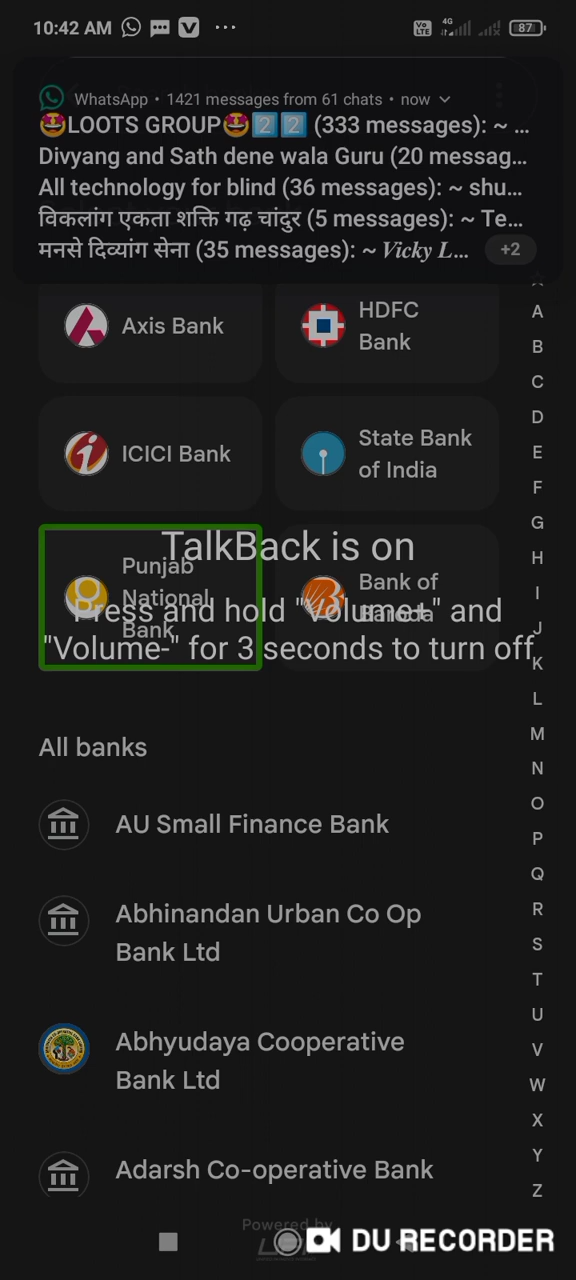 10:42 AM
Vo LTE 4G 87
WhatsApp • 1421 messages from 61 chats • now
🤩LOOTS GROUP🤩2️⃣2️⃣ (333 messages): ~ ...
Divyang and Sath dene wala Guru (20 messag...
All technology for blind (36 messages): ~ shu...
विकलांग एकता शक्ति गढ़ चांदुर (5 messages): ~ Te...
मनसे दिव्यांग सेना (35 messages): ~ Vicky L... +2
Axis Bank
HDFC
Bank
ICICI Bank
State Bank
of India
Punjab
National
Bank
Bank of
Baroda
TalkBack is on
Press and hold "Volume+" and
"Volume-" for 3 seconds to turn off
All banks
AU Small Finance Bank
Abhinandan Urban Co Op
Bank Ltd
Abhyudaya Cooperative
Bank Ltd
Adarsh Co-operative Bank
A
B
C
D
E
F
G
H
I
J
K
L
M
N
O
P
Q
R
S
T
U
V
W
X
Y
Z
Powered by
DU RECORDER